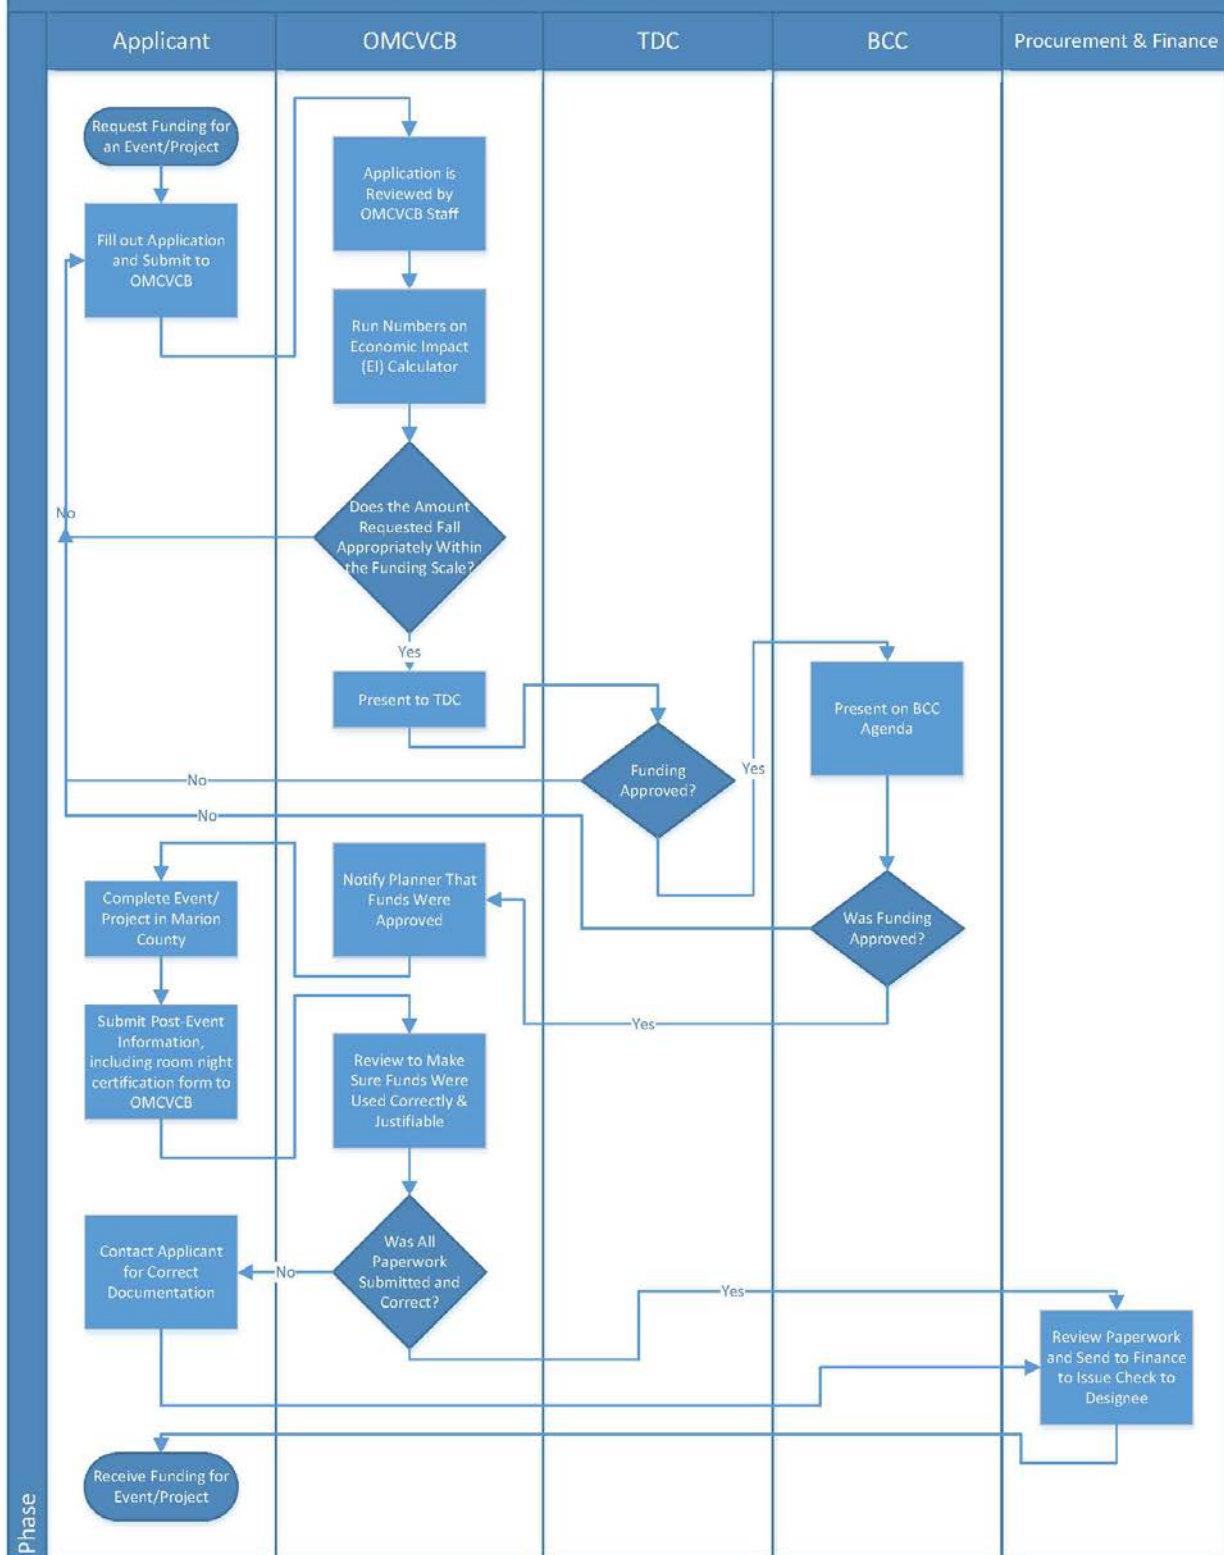 Applicant
OMCVCB
TDC
BCC
Procurement & Finance
Request Funding for
an Event/Project
Fill out Application
and Submit to
OMCVCB
Application is
Reviewed by
OMCVCB Staff
Run Numbers on
Economic Impact
(EI) Calculator
Does the Amount
Requested Fall
Appropriately Within
the Funding Scale?
No
Yes
Present to TDC
Funding
Approved?
No
Yes
Present on BCC
Agenda
Was Funding
Approved?
No
Yes
Notify Planner That
Funds Were
Approved
Complete Event/
Project in Marion
County
Submit Post-Event
Information,
including room night
certification form to
OMCVCB
Review to Make
Sure Funds Were
Used Correctly &
Justifiable
Was All
Paperwork
Submitted and
Correct?
No
Yes
Contact Applicant
for Correct
Documentation
Review Paperwork
and Send to Finance
to Issue Check to
Designee
Receive Funding for
Event/Project
Phase